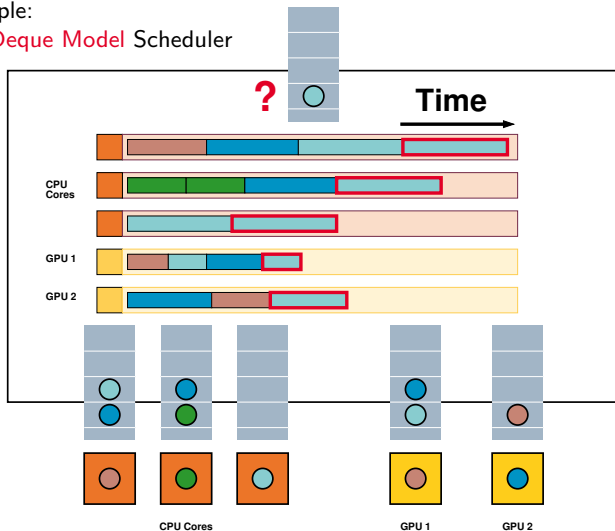 ple:
Deque Model Scheduler
?
Time
CPU
Cores
GPU 1
GPU 2
CPU Cores
GPU 1
GPU 2